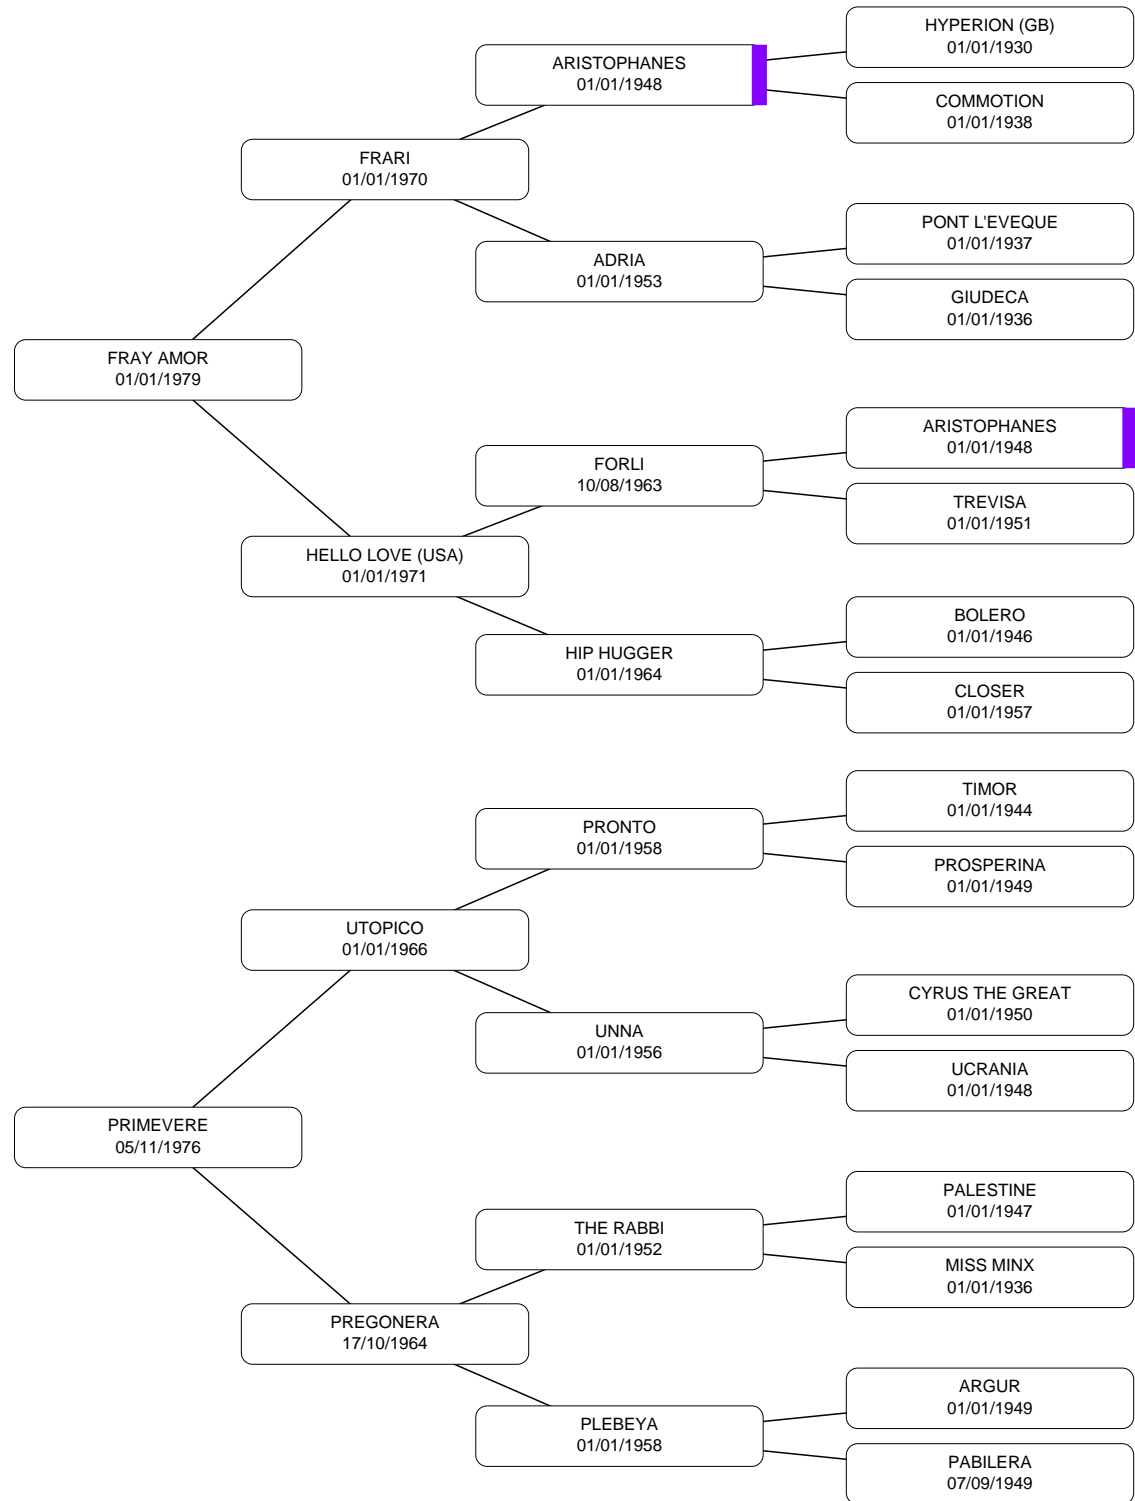 HYPERION (GB)
01/01/1930
ARISTOPHANES
01/01/1948
COMMOTION
01/01/1938
FRARI
01/01/1970
PONT L'EVEQUE
01/01/1937
ADRIA
01/01/1953
GIUDECA
01/01/1936
FRAY AMOR
01/01/1979
ARISTOPHANES
01/01/1948
FORLI
10/08/1963
TREVISA
01/01/1951
HELLO LOVE (USA)
01/01/1971
BOLERO
01/01/1946
HIP HUGGER
01/01/1964
CLOSER
01/01/1957
TIMOR
01/01/1944
PRONTO
01/01/1958
PROSPERINA
01/01/1949
UTOPICO
01/01/1966
CYRUS THE GREAT
01/01/1950
UNNA
01/01/1956
UCRANIA
01/01/1948
PRIMEVERE
05/11/1976
PALESTINE
01/01/1947
THE RABBI
01/01/1952
MISS MINX
01/01/1936
PREGONERA
17/10/1964
ARGUR
01/01/1949
PLEBEYA
01/01/1958
PABILERA
07/09/1949